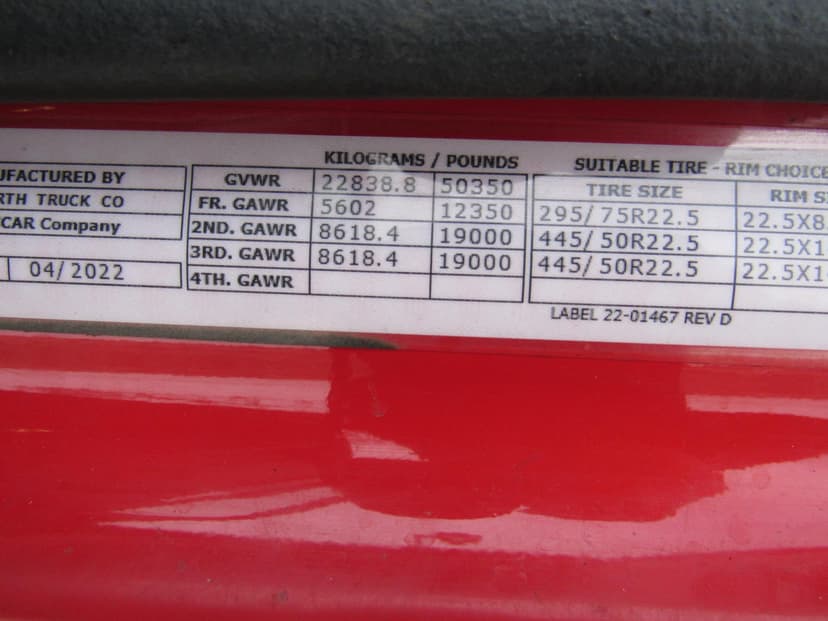 KILOGRAMS / POUNDS
SUITABLE TIRE - RIM CHOICE
UFACTURED BY
RTH TRUCK CO
CAR Company
04/2022
GVWR 22838.8 50350
FR. GAWR 5602 12350
2ND. GAWR 8618.4 19000
3RD. GAWR 8618.4 19000
4TH. GAWR
TIRE SIZE RIM S
295/75R22.5 22.5X8
445/50R22.5 22.5X1
445/50R22.5 22.5X1
LABEL 22-01467 REV D